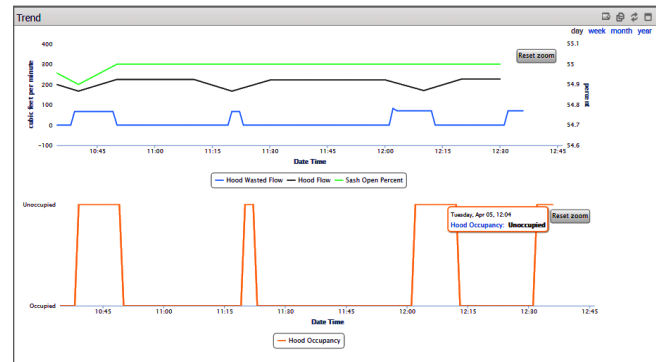 Trend
day week month year
400
300
200
100
0
-100
cubic feet per minute
Reset zoom
55.1
55
54.9
54.8
54.7
54.6
percent
10:45 11:00 11:15 11:30 11:45 12:00 12:15 12:30 12:45
Date Time
Hood Wasted Flow Hood Flow Sash Open Percent
Unoccupied
Occupied
Tuesday, Apr 05, 12:04
Hood Occupancy: Unoccupied
Reset zoom
10:45 11:00 11:15 11:30 11:45 12:00 12:15 12:30 12:45
Date Time
Hood Occupancy